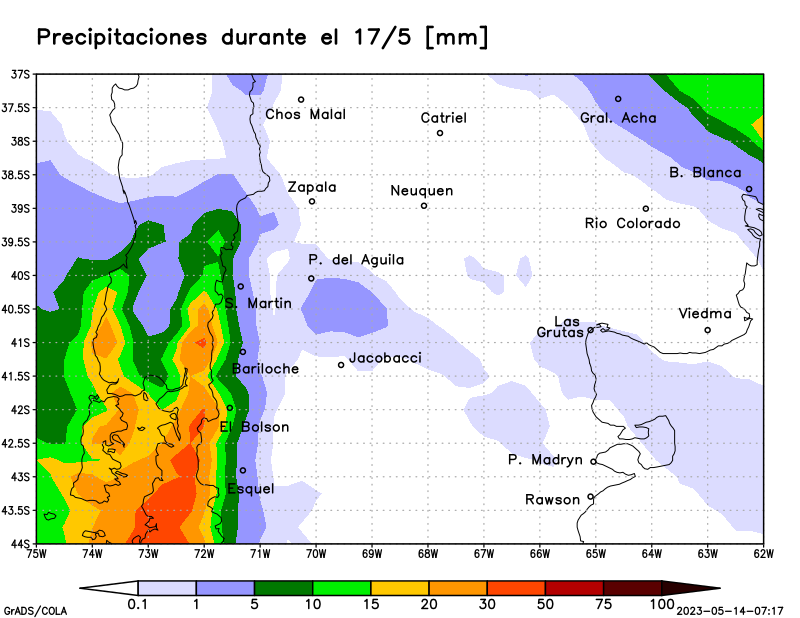 Precipitaciones durante el 17/5 [mm]
37S
37.5S
38S
38.5S
39S
39.5S
40S
40.5S
41S
41.5S
42S
42.5S
43S
43.5S
44S
Chos Malal
Catriel
Gral. Acha
B. Blanca
Zapala
Neuquen
Rio Colorado
P. del Aguila
S. Martin
Viedma
Las
Grutas
Jacobacci
Bariloche
El Bolson
P. Madryn
Esquel
Rawson
75W 74W 73W 72W 71W 70W 69W 68W 67W 66W 65W 64W 63W 62W
0.1 1 5 10 15 20 30 50 75 100
GrADS/COLA
2023-05-14-07:17